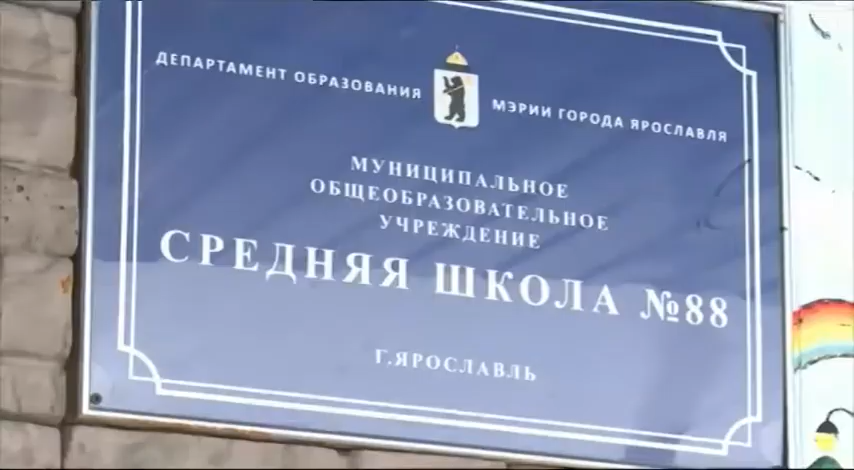 ДЕПАРТАМЕНТ ОБРАЗОВАНИЯ МЭРИИ ГОРОДА ЯРОСЛАВЛЯ
МУНИЦИПАЛЬНОЕ
ОБЩЕОБРАЗОВАТЕЛЬНОЕ
УЧРЕЖДЕНИЕ
СРЕДНЯЯ ШКОЛА №88
Г.ЯРОСЛАВЛЬ